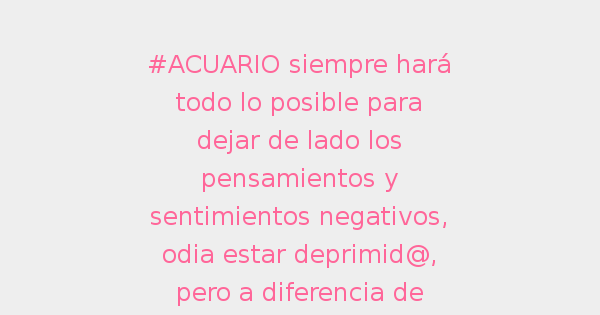 #ACUARIO siempre hará
todo lo posible para
dejar de lado los
pensamientos y
sentimientos negativos,
odia estar deprimid@,
pero a diferencia de